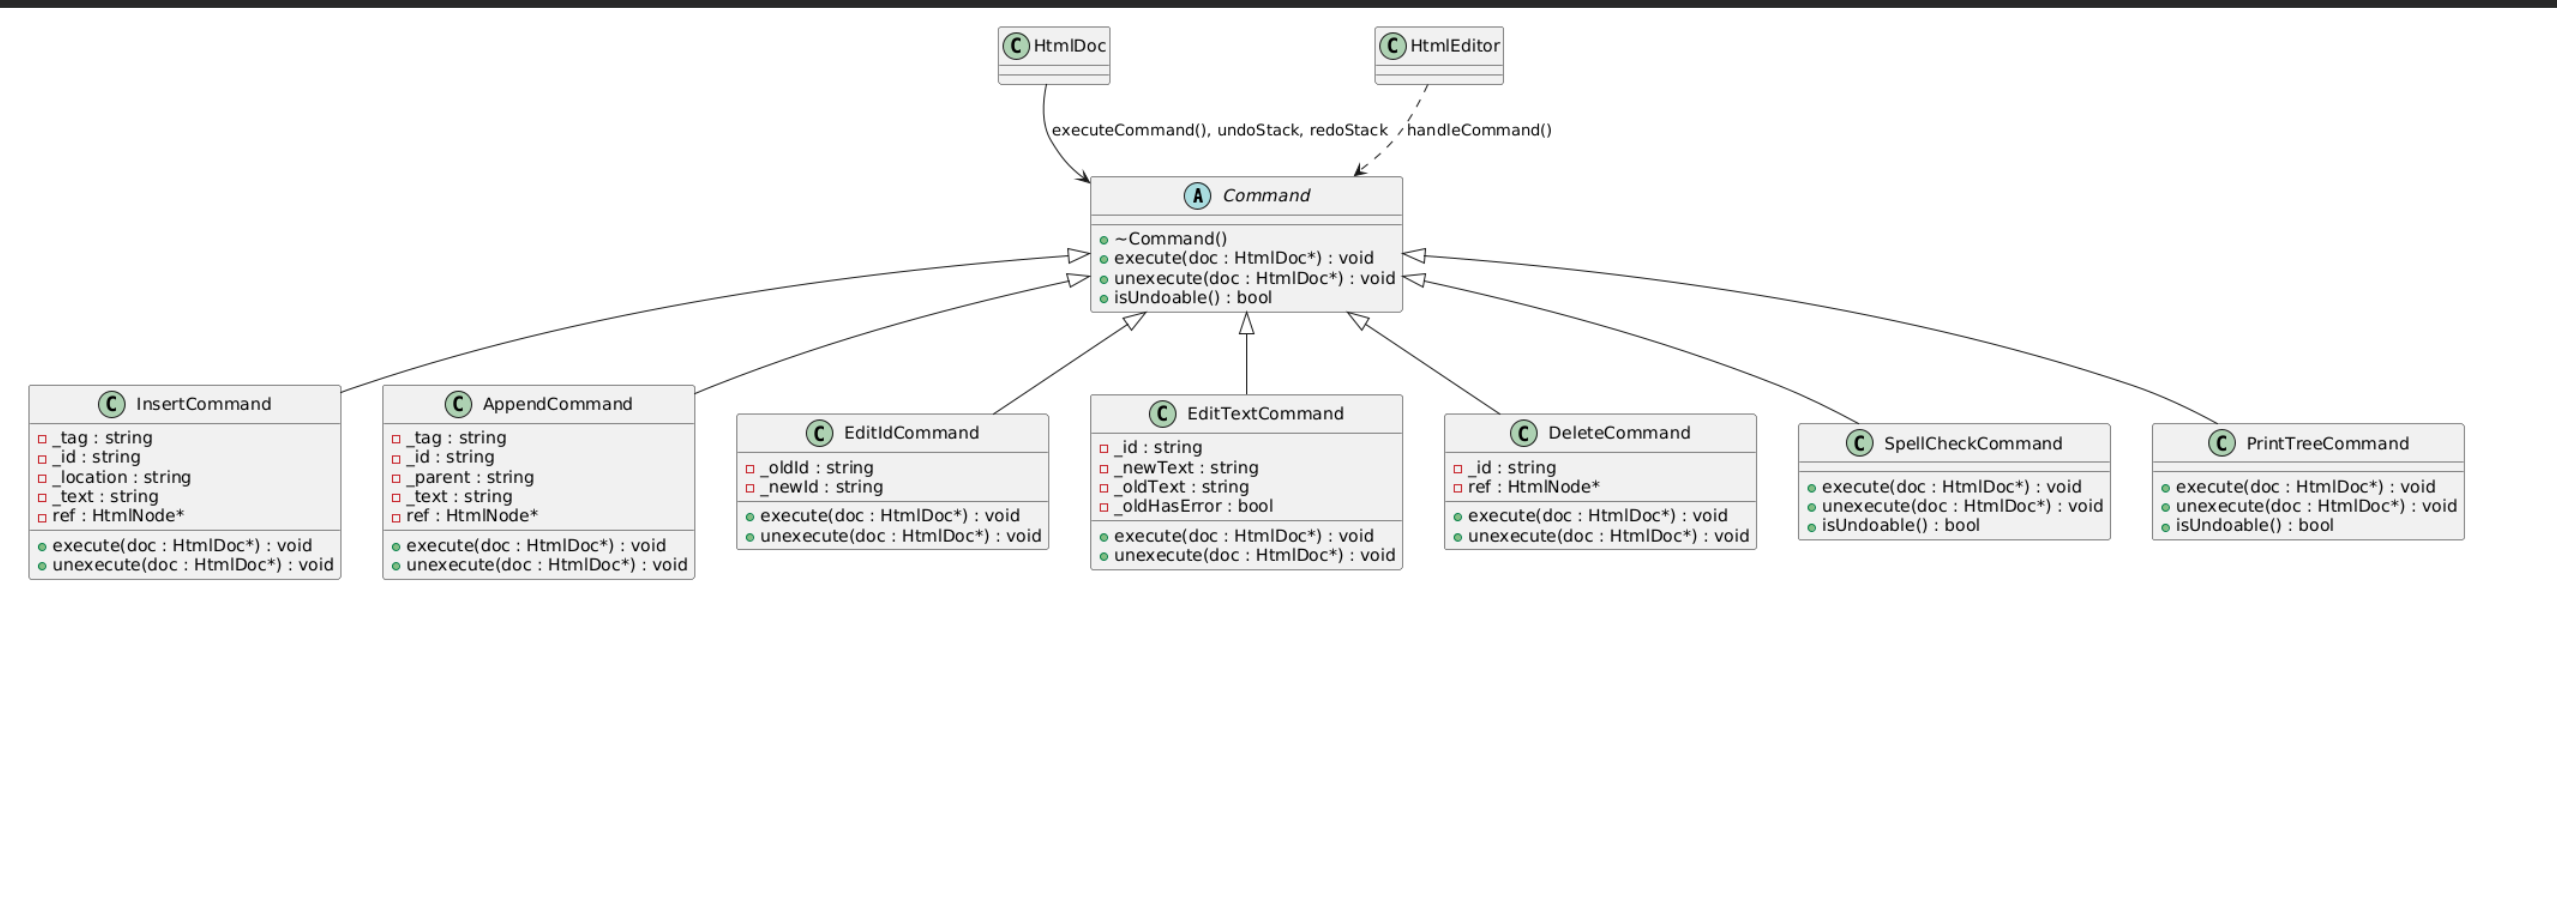 C HtmlDoc
C HtmlEditor
executeCommand(), undoStack, redoStack
handleCommand()
A Command
~Command()
execute(doc : HtmlDoc*) : void
unexecute(doc : HtmlDoc*) : void
isUndoable() : bool
C InsertCommand
_tag : string
_id : string
_location : string
_text : string
ref : HtmlNode*
execute(doc : HtmlDoc*) : void
unexecute(doc : HtmlDoc*) : void
C AppendCommand
_tag : string
_id : string
_parent : string
_text : string
ref : HtmlNode*
execute(doc : HtmlDoc*) : void
unexecute(doc : HtmlDoc*) : void
C EditIdCommand
_oldId : string
_newId : string
execute(doc : HtmlDoc*) : void
unexecute(doc : HtmlDoc*) : void
C EditTextCommand
_id : string
_newText : string
_oldText : string
_oldHasError : bool
execute(doc : HtmlDoc*) : void
unexecute(doc : HtmlDoc*) : void
C DeleteCommand
_id : string
ref : HtmlNode*
execute(doc : HtmlDoc*) : void
unexecute(doc : HtmlDoc*) : void
C SpellCheckCommand
execute(doc : HtmlDoc*) : void
unexecute(doc : HtmlDoc*) : void
isUndoable() : bool
C PrintTreeCommand
execute(doc : HtmlDoc*) : void
unexecute(doc : HtmlDoc*) : void
isUndoable() : bool